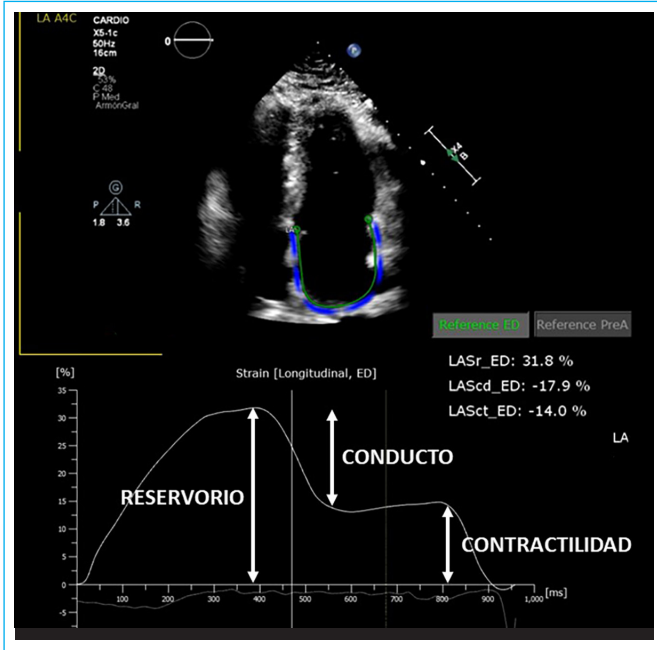 LA A4C
CARDIO
X5-1c
50Hz
16cm
0
2D
53%
C 48
P Med
ArmónGral
P
G
P R
1.8 3.6
X4
B
LA
Reference ED Reference PreA
LASr_ED: 31.8 %
LAScd_ED: -17.9 %
LASct_ED: -14.0 %
LA
[%]
Strain [Longitudinal, ED]
35
30
25
20
15
10
5
0
-5
CONDUCTO
RESERVORIO
CONTRACTILIDAD
100 200 300 400 500 600 700 800 900 1,000 [ms]